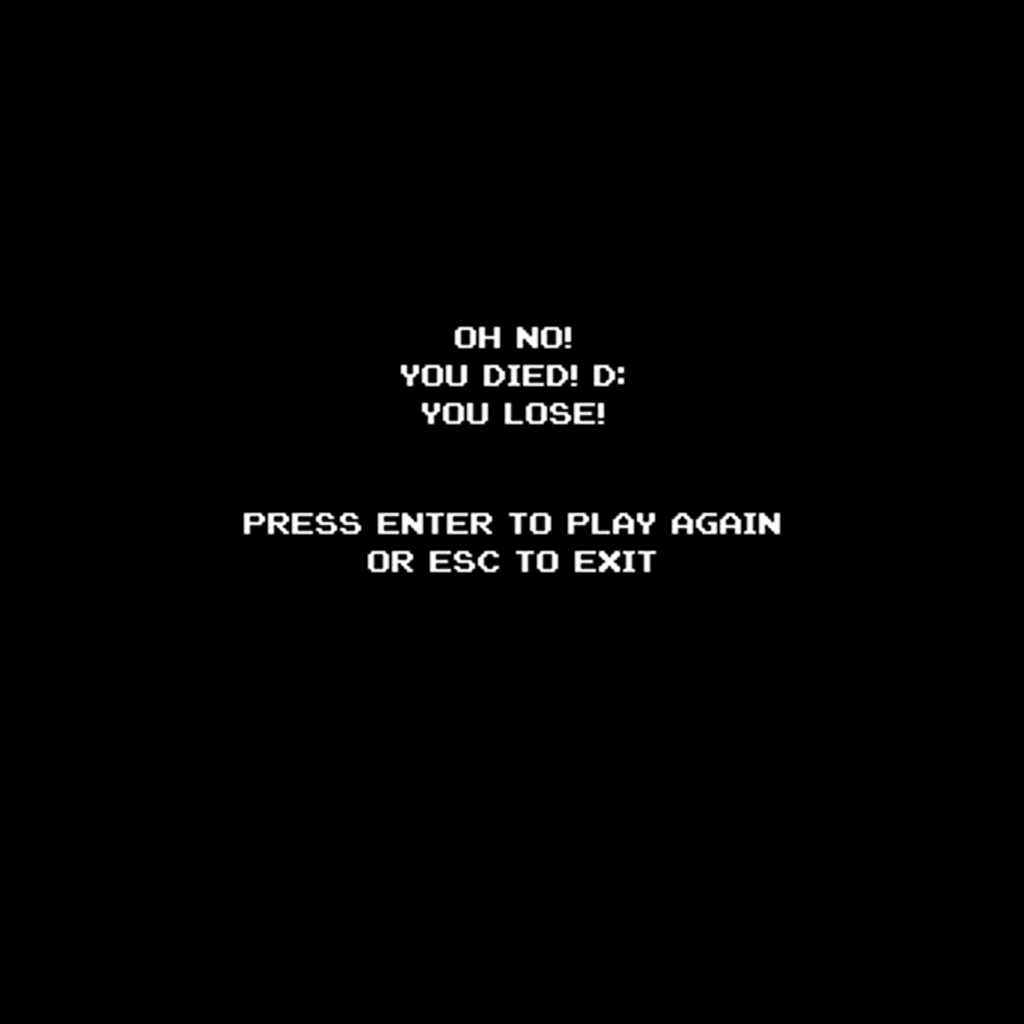 OH NO!
YOU DIED! D:
YOU LOSE!
PRESS ENTER TO PLAY AGAIN
OR ESC TO EXIT